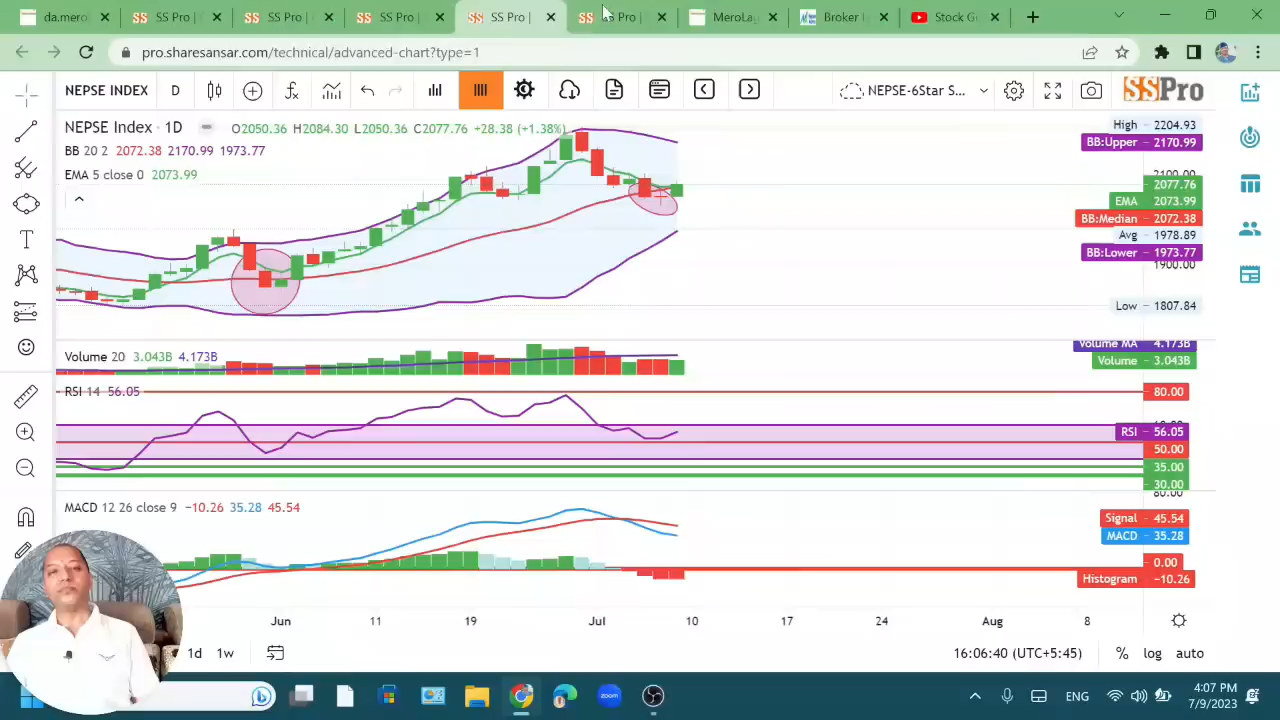 da.mero SS Pro | SS Pro | SS Pro | SS Pro | MeroLag Broker I Stock G
pro.sharesansar.com/technical/advanced-chart?type=1
NEPSE INDEX D NEPSE-6Star S... SSPro
NEPSE Index · 1D O2050.36 H2084.30 L2050.36 C2077.76 +28.38 (+1.38%)
BB 20 2 2072.38 2170.99 1973.77
EMA 5 close 0 2073.99
High 2204.93
BB:Upper 2170.99
2100.00
2077.76
EMA 2073.99
BB:Median 2072.38
Avg 1978.89
BB:Lower 1973.77
1900.00
Low 1807.84
Volume 20 3.043B 4.173B
Volume MA 4.173B
Volume 3.043B
RSI 14 56.05
80.00
RSI 56.05
50.00
35.00
30.00
80.00
MACD 12 26 close 9 −10.26 35.28 45.54
Signal 45.54
MACD 35.28
0.00
Histogram −10.26
Jun 11 19 Jul 10 17 24 Aug 8
1d 1w 16:06:40 (UTC+5:45) % log auto
zoom ENG 4:07 PM
7/9/2023